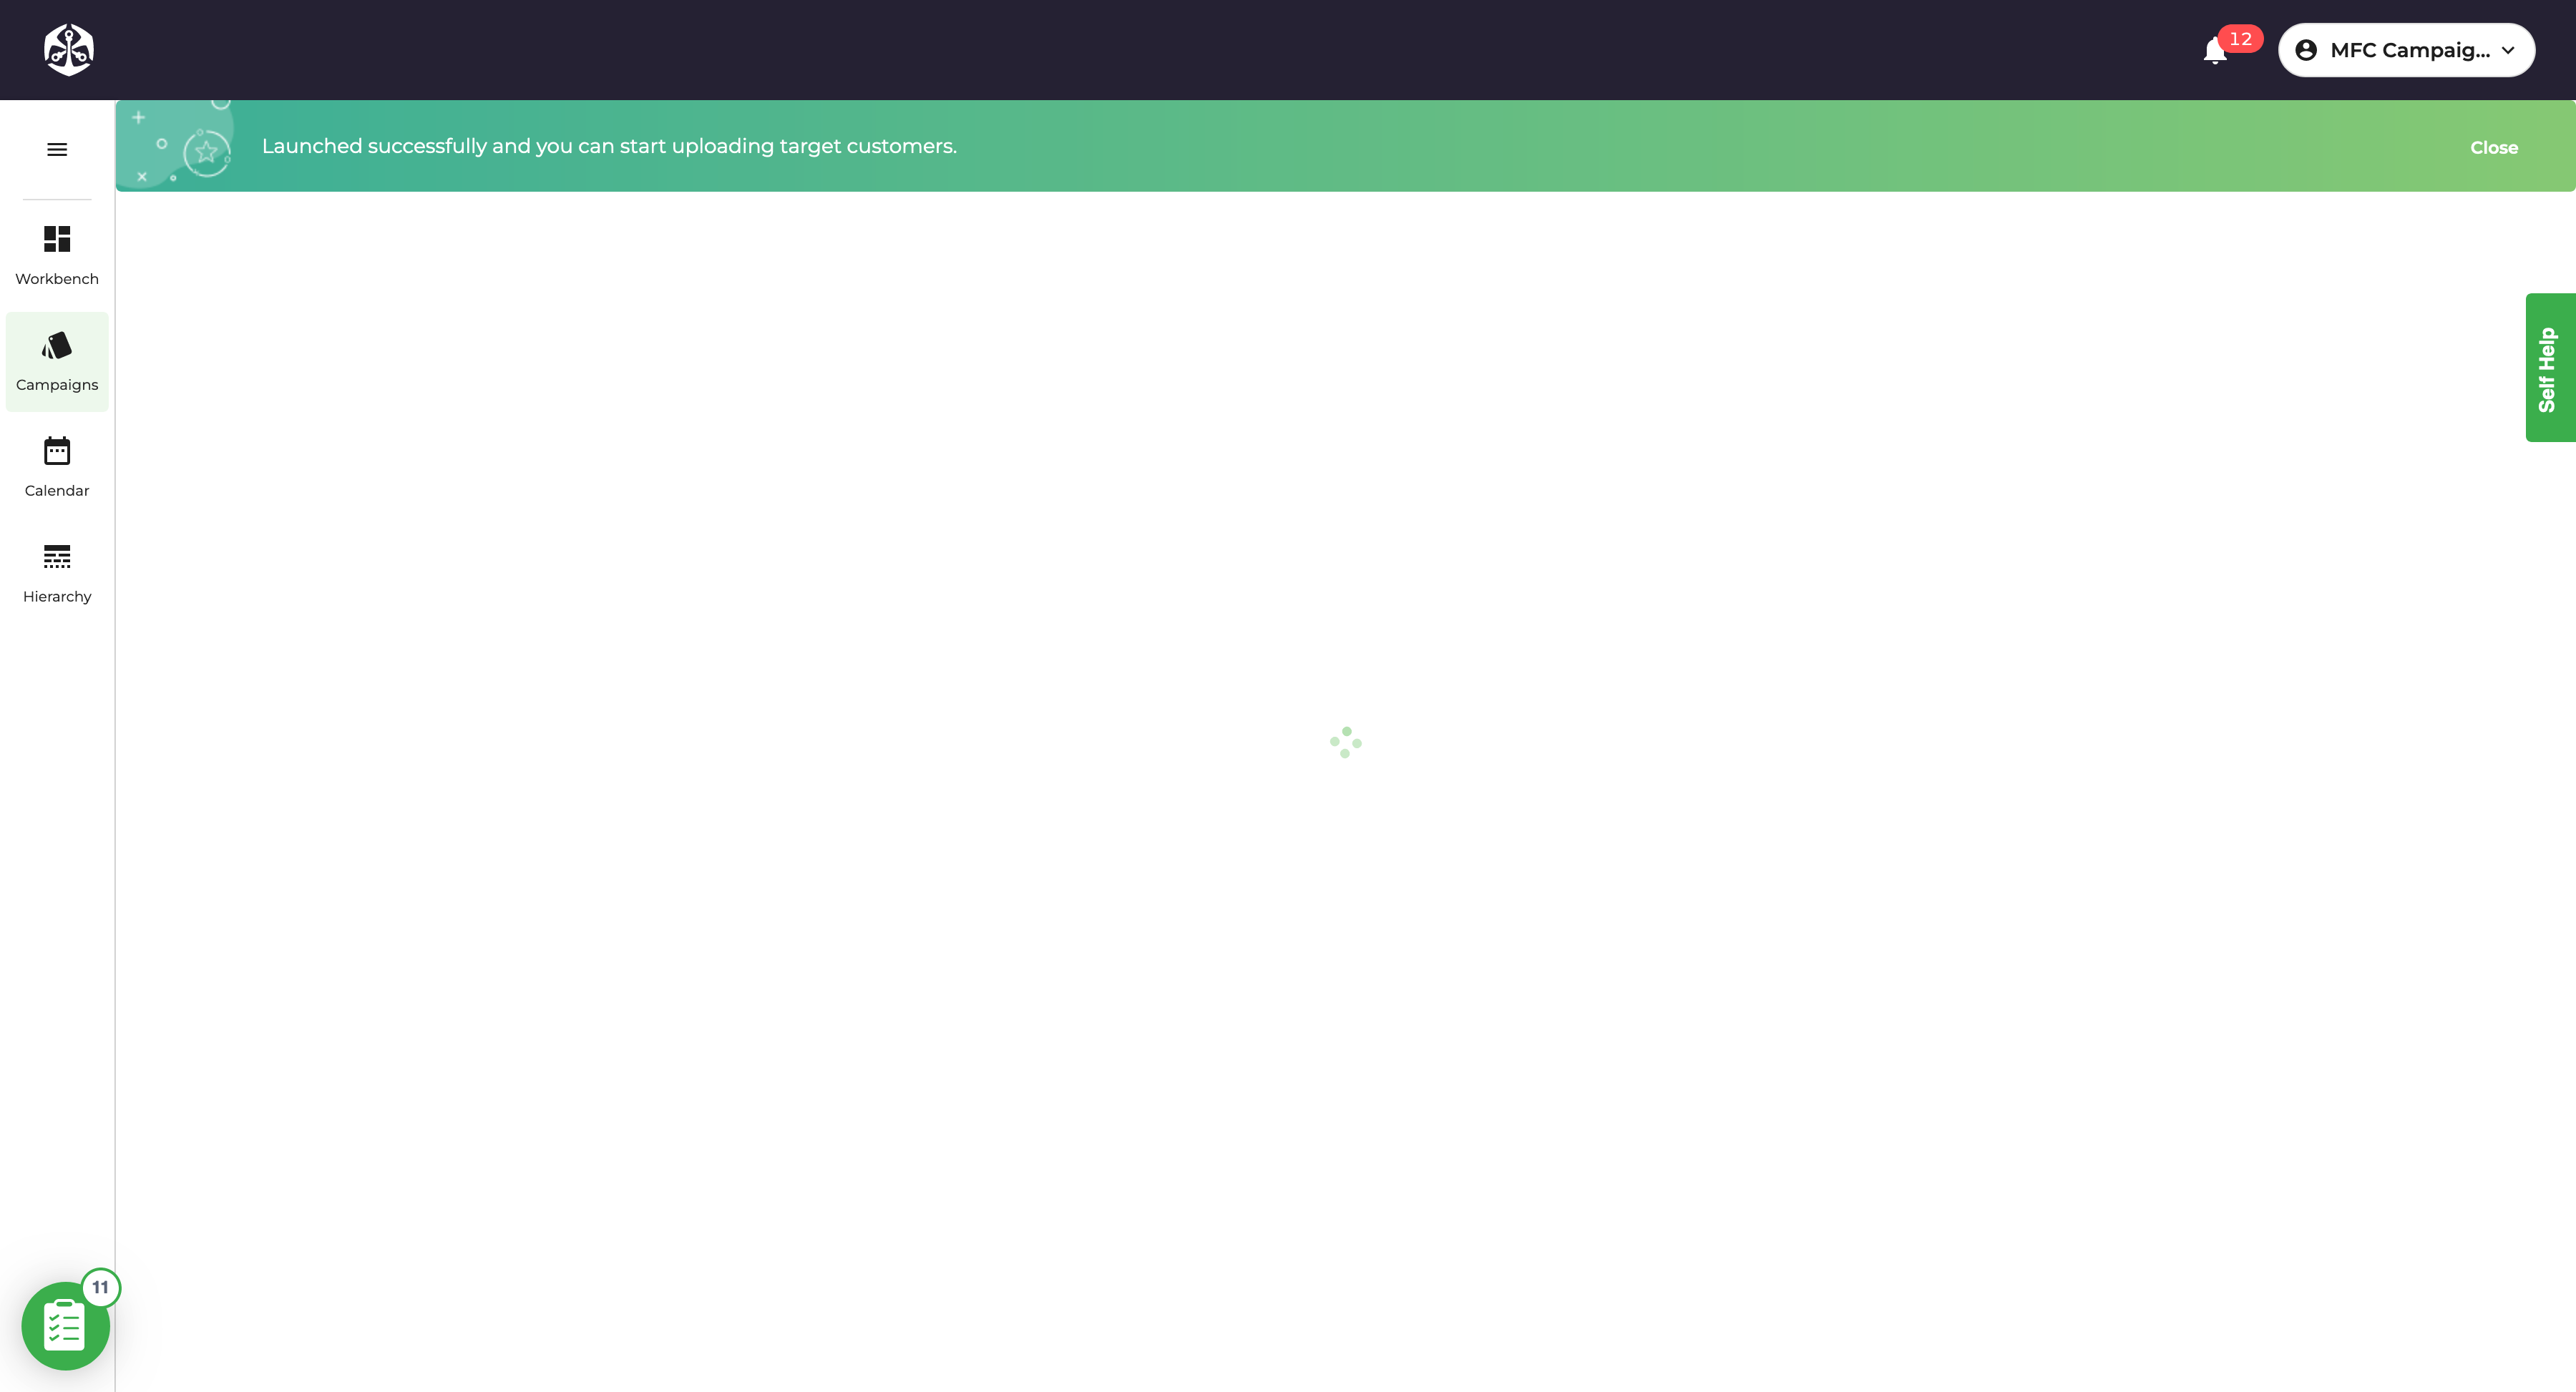 12
MFC Campaig...
Launched successfully and you can start uploading target customers.
Close
Workbench
Campaigns
Calendar
Hierarchy
Self Help
11